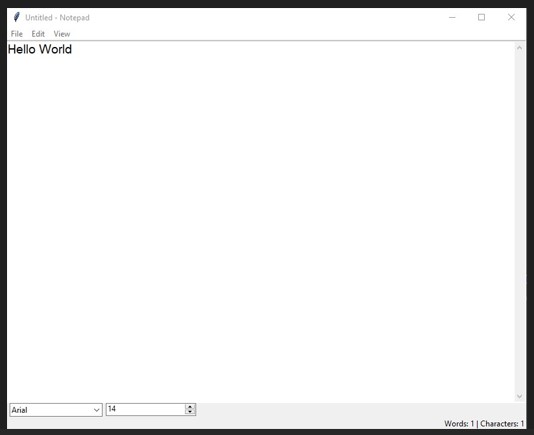 Untitled - Notepad
File Edit View
Hello World
Arial 14
Words: 1 | Characters: 1